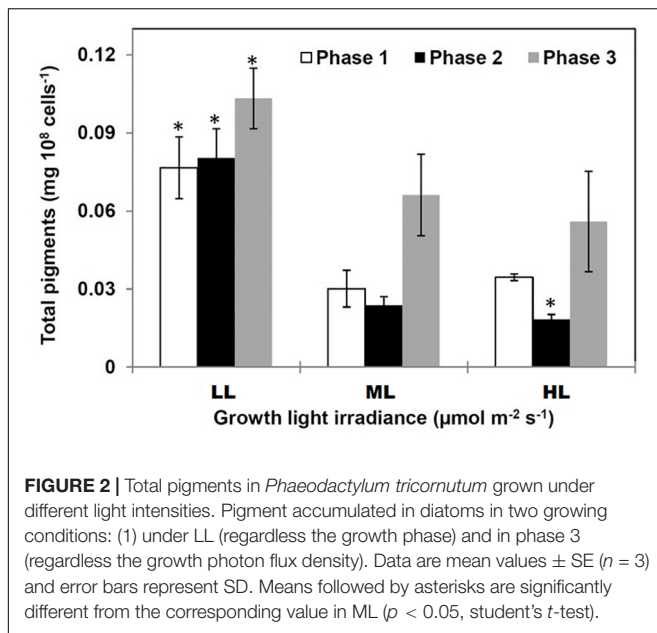 Total pigments (mg 10⁸ cells⁻¹)
0.12
0.09
0.06
0.03
0
Phase 1 Phase 2 Phase 3
* * *
*
LL ML HL
Growth light irradiance (µmol m⁻² s⁻¹)
FIGURE 2 | Total pigments in Phaeodactylum tricornutum grown under
different light intensities. Pigment accumulated in diatoms in two growing
conditions: (1) under LL (regardless the growth phase) and in phase 3
(regardless the growth photon flux density). Data are mean values ± SE (n = 3)
and error bars represent SD. Means followed by asterisks are significantly
different from the corresponding value in ML (p < 0.05, student's t-test).